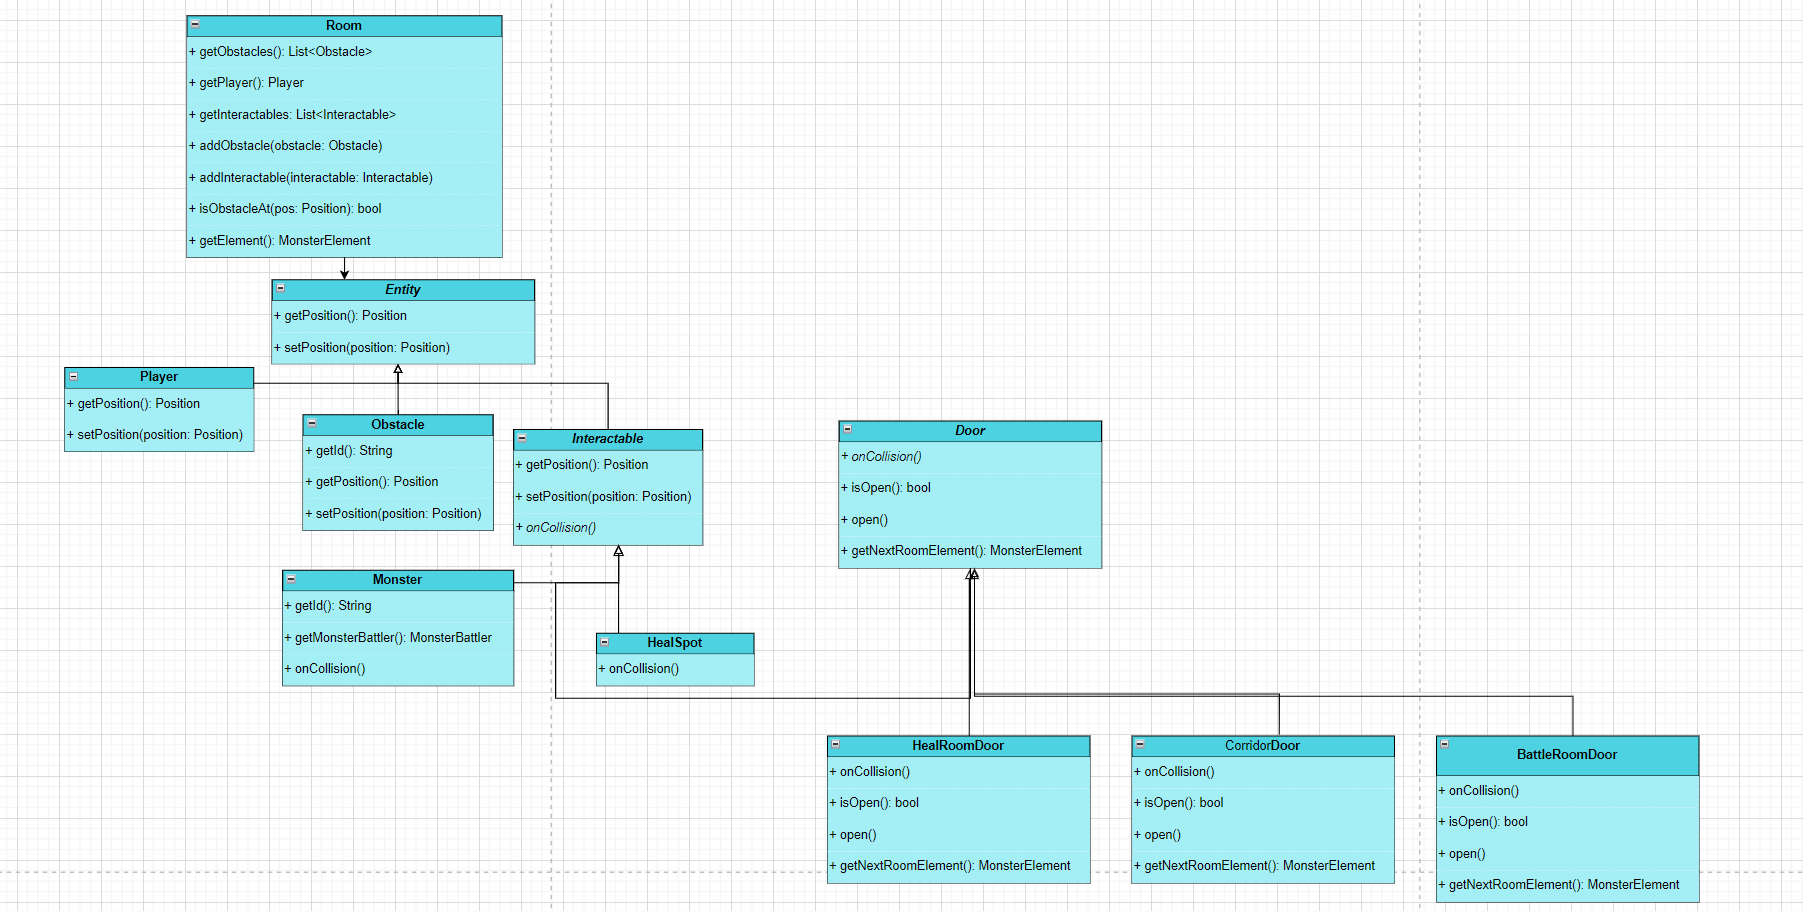 Room
+ getObstacles(): List<Obstacle>
+ getPlayer(): Player
+ getInteractables: List<Interactable>
+ addObstacle(obstacle: Obstacle)
+ addInteractable(interactable: Interactable)
+ isObstacleAt(pos: Position): bool
+ getElement(): MonsterElement
Entity
+ getPosition(): Position
+ setPosition(position: Position)
Player
+ getPosition(): Position
+ setPosition(position: Position)
Obstacle
+ getId(): String
+ getPosition(): Position
+ setPosition(position: Position)
Interactable
+ getPosition(): Position
+ setPosition(position: Position)
+ onCollision()
Door
+ onCollision()
+ isOpen(): bool
+ open()
+ getNextRoomElement(): MonsterElement
Monster
+ getId(): String
+ getMonsterBattler(): MonsterBattler
+ onCollision()
HealSpot
+ onCollision()
HealRoomDoor
+ onCollision()
+ isOpen(): bool
+ open()
+ getNextRoomElement(): MonsterElement
CorridorDoor
+ onCollision()
+ isOpen(): bool
+ open()
+ getNextRoomElement(): MonsterElement
BattleRoomDoor
+ onCollision()
+ isOpen(): bool
+ open()
+ getNextRoomElement(): MonsterElement